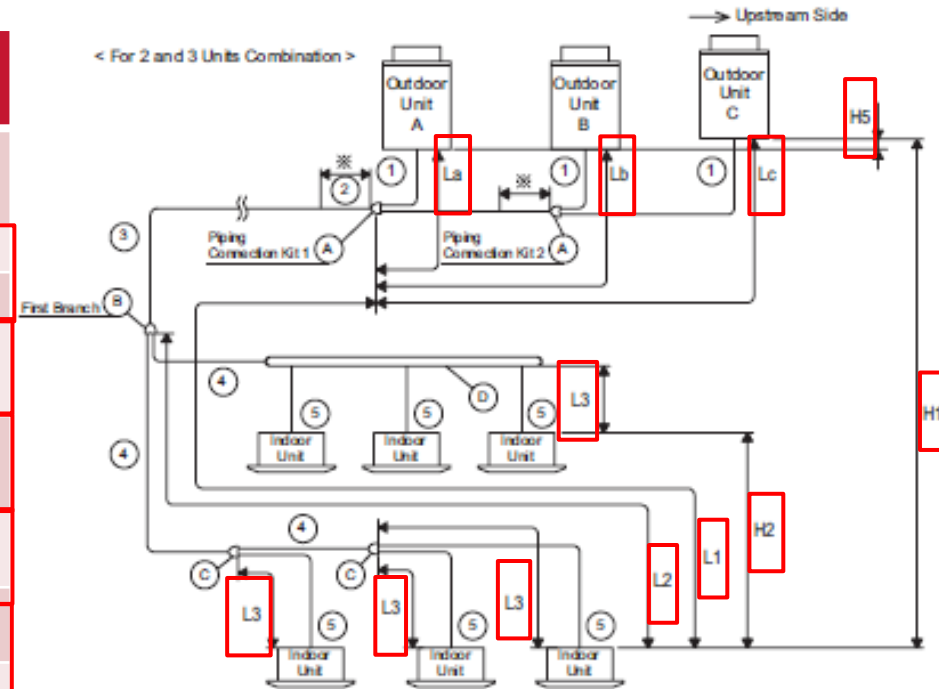 Upstream Side
< For 2 and 3 Units Combination >
Outdoor
Unit
A
Outdoor
Unit
B
Outdoor
Unit
C
H5
※
2
1
La
※
1
Lb
1
Lc
3
Piping
Connection Kit 1
A
Piping
Connection Kit 2
A
First Branch
B
4
D
L3
5
5
5
Indoor
Unit
Indoor
Unit
Indoor
Unit
H1
4
4
H2
L1
L2
C
C
L3
L3
L3
5
5
5
Indoor
Unit
Indoor
Unit
Indoor
Unit